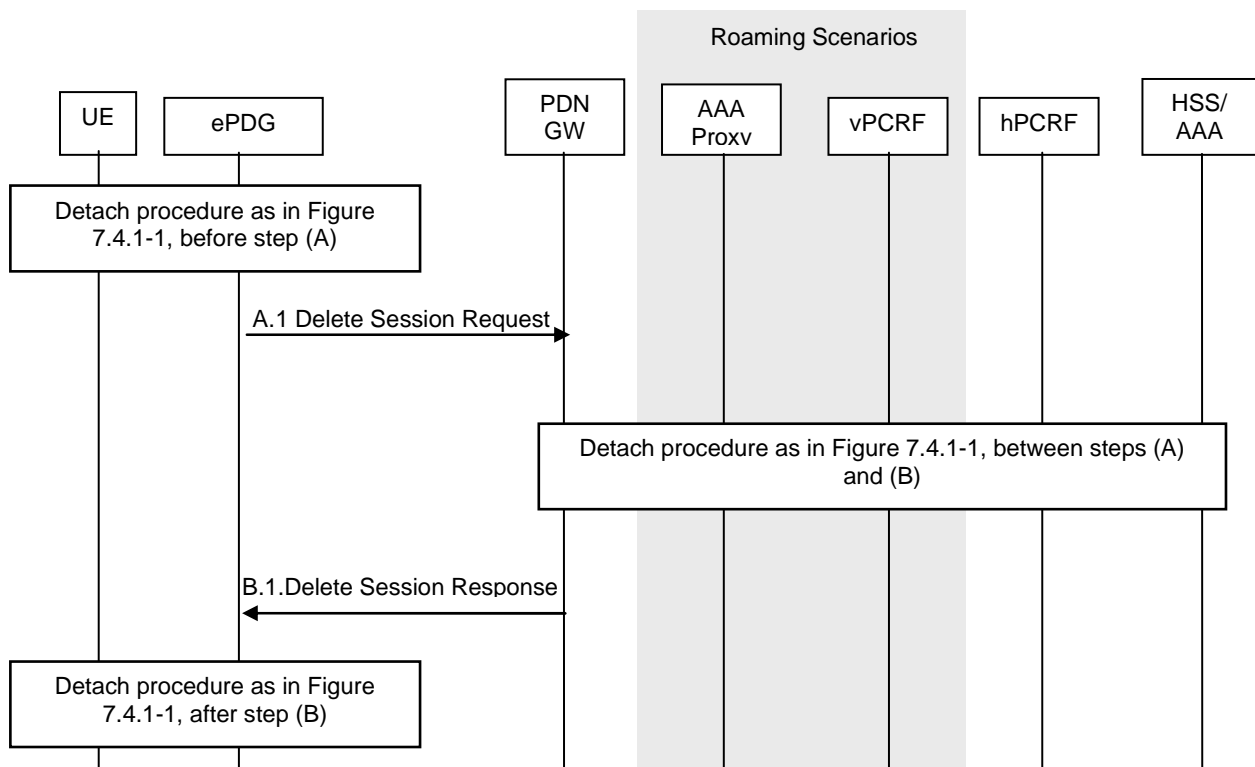 Roaming Scenarios
UE
ePDG
PDN
GW
AAA
Proxy
vPCRF
hPCRF
HSS/
AAA
Detach procedure as in Figure
7.4.1-1, before step (A)
A.1 Delete Session Request
Detach procedure as in Figure 7.4.1-1, between steps (A)
and (B)
B.1.Delete Session Response
Detach procedure as in Figure
7.4.1-1, after step (B)